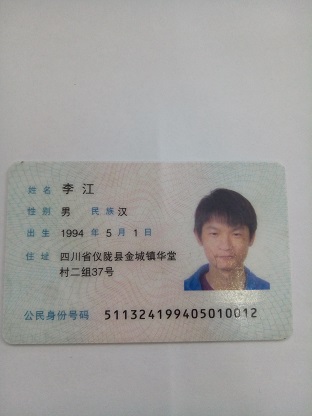 姓名 李江
性别 男 民族 汉
出生 1994 年 5 月 1 日
住址 四川省仪陇县金城镇华堂
村二组37号
公民身份号码 511324199405010012